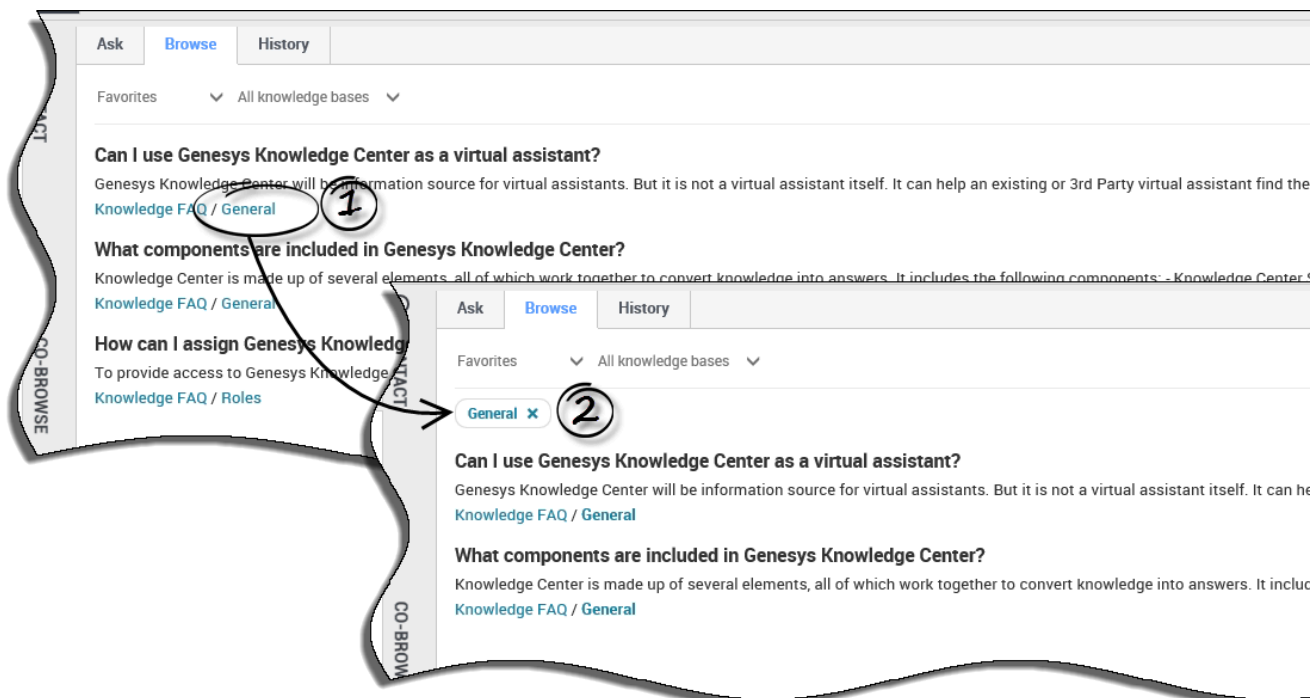 Ask Browse History
Favorites All knowledge bases
Can I use Genesys Knowledge Center as a virtual assistant?
Genesys Knowledge Center will be information source for virtual assistants. But it is not a virtual assistant itself. It can help an existing or 3rd Party virtual assistant find the
Knowledge FAQ / General
1
What components are included in Genesys Knowledge Center?
Knowledge Center is made up of several elements, all of which work together to convert knowledge into answers. It includes the following components: - Knowledge Center
Knowledge FAQ / General
How can I assign Genesys
To provide access to Genesys Knowledge
Knowledge FAQ / Roles
CO-BROWSE
Ask Browse History
Favorites All knowledge bases
General ×
2
Can I use Genesys Knowledge Center as a virtual assistant?
Genesys Knowledge Center will be information source for virtual assistants. But it is not a virtual assistant itself. It can
Knowledge FAQ / General
What components are included in Genesys Knowledge Center?
Knowledge Center is made up of several elements, all of which work together to convert knowledge into answers. It
Knowledge FAQ / General